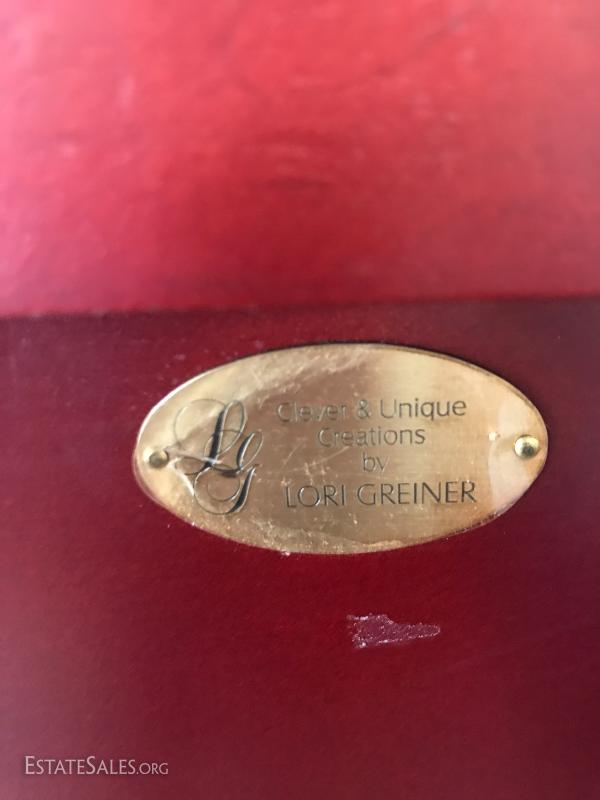 LG
Clever & Unique
Creations
by
LORI GREINER
ESTATESALES.ORG